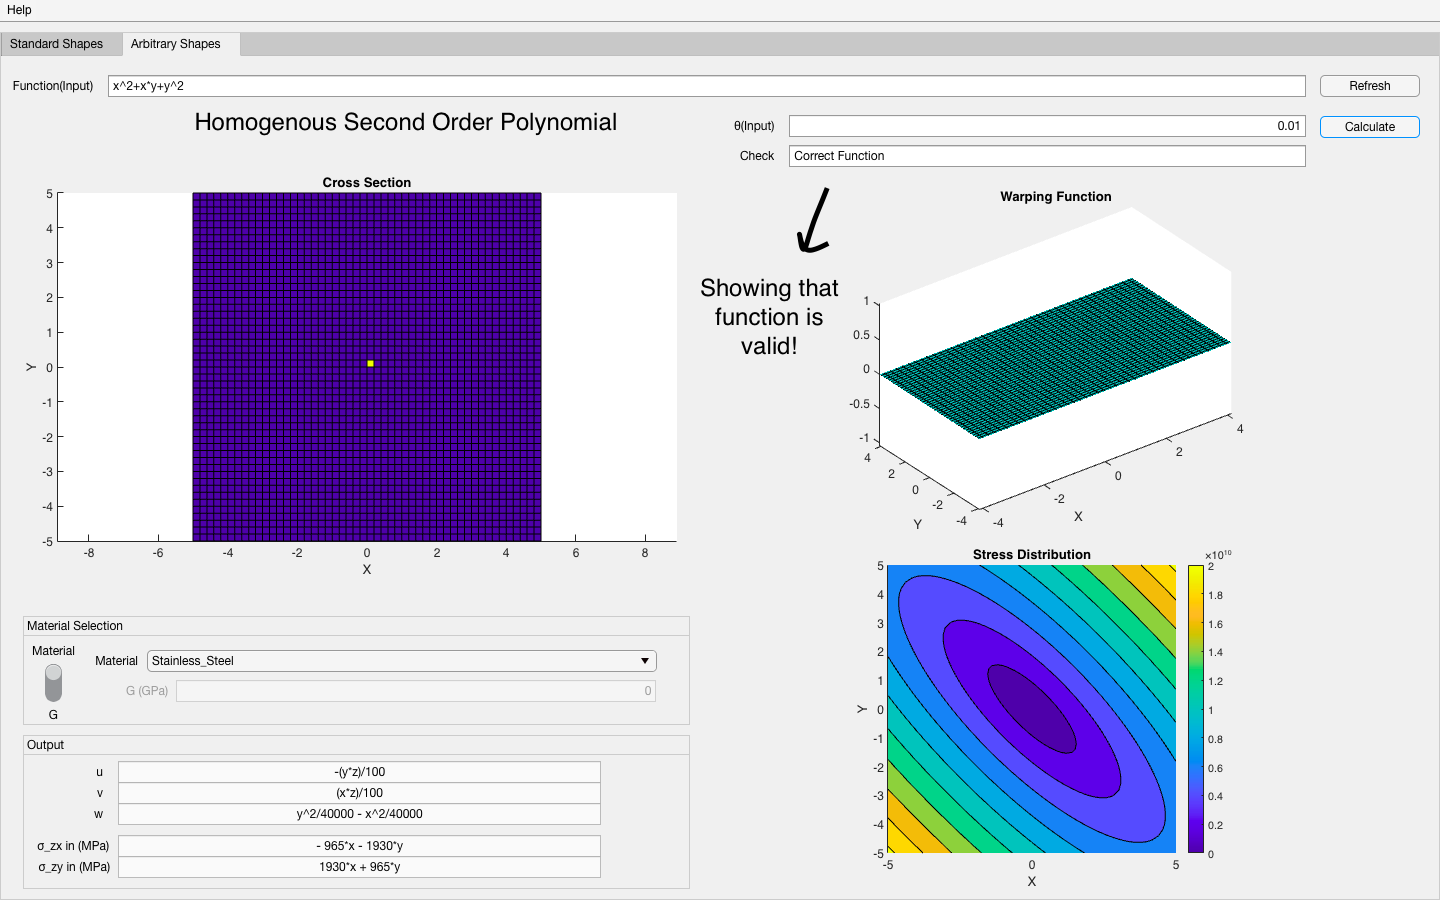 Help
Standard Shapes
Arbitrary Shapes
Function(Input)
x^2+x*y+y^2
Refresh
Homogenous Second Order Polynomial
θ(Input)
0.01
Calculate
Check
Correct Function
Cross Section
5
4
3
2
1
0
-1
-2
-3
-4
-5
Y
-8
-6
-4
-2
0
2
4
6
8
X
Showing that
function is
valid!
Warping Function
1
0.5
0
-0.5
-1
4
2
0
-2
-4
Y
-4
-2
0
2
4
X
Stress Distribution
5
4
3
2
1
0
-1
-2
-3
-4
-5
Y
-5
0
5
X
×10¹⁰
2
1.8
1.6
1.4
1.2
1
0.8
0.6
0.4
0.2
0
Material Selection
Material
G
Material
Stainless_Steel
G (GPa)
0
Output
u
-(y*z)/100
v
(x*z)/100
w
y^2/40000 - x^2/40000
σ_zx in (MPa)
- 965*x - 1930*y
σ_zy in (MPa)
1930*x + 965*y